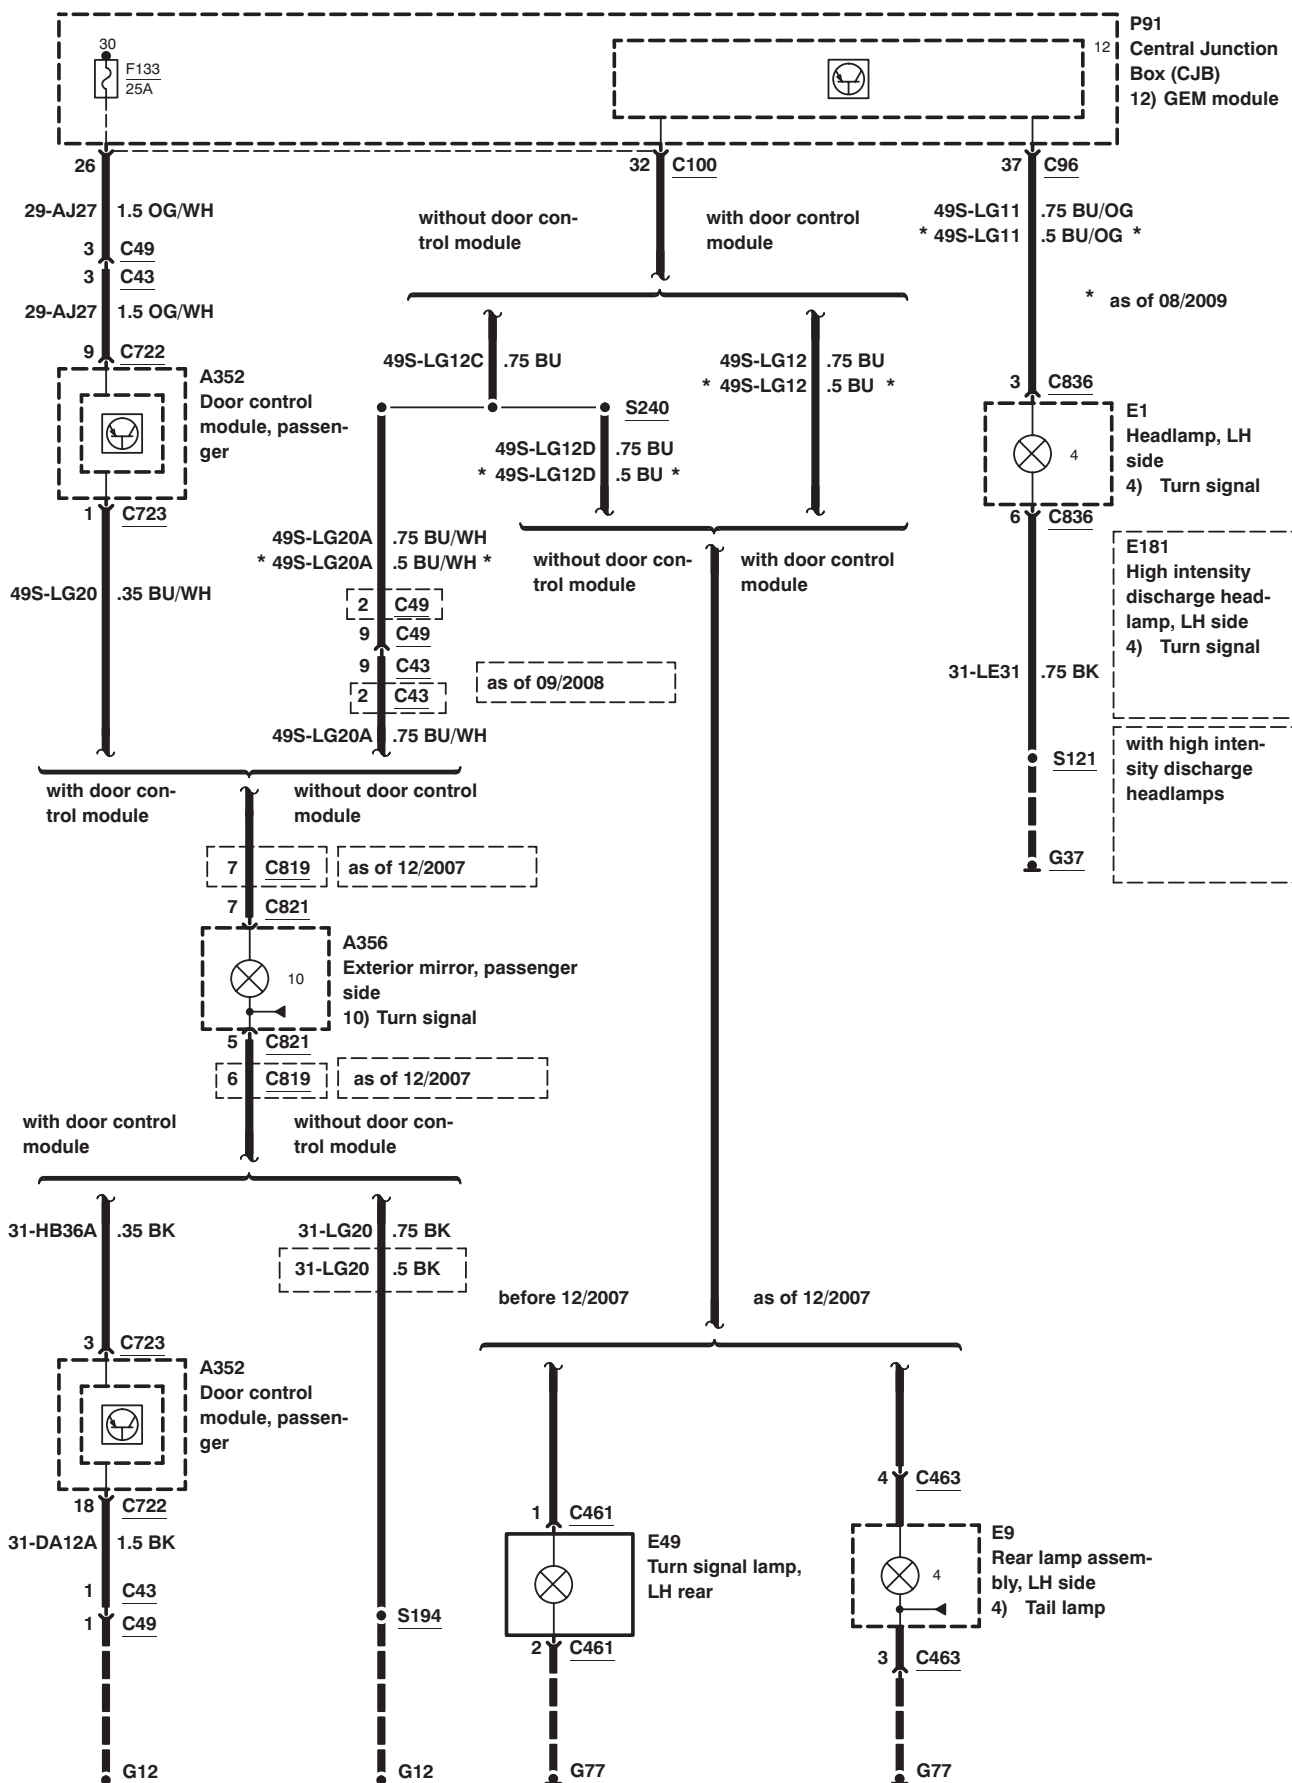 P91
Central Junction
Box (CJB)
12) GEM module
30
F133
25A
12
26
32 C100
37 C96
29-AJ27 1.5 OG/WH
without door con-
trol module
with door control
module
49S-LG11 .75 BU/OG
* 49S-LG11 .5 BU/OG *
3 C49
3 C43
* as of 08/2009
29-AJ27 1.5 OG/WH
9 C722
A352
Door control
module, passen-
ger
49S-LG12C .75 BU
49S-LG12 .75 BU
* 49S-LG12 .5 BU *
3 C836
E1
Headlamp, LH
side
4) Turn signal
4
S240
49S-LG12D .75 BU
* 49S-LG12D .5 BU *
1 C723
6 C836
49S-LG20A .75 BU/WH
* 49S-LG20A .5 BU/WH *
without door con-
trol module
with door control
module
E181
High intensity
discharge head-
lamp, LH side
4) Turn signal
49S-LG20 .35 BU/WH
2 C49
9 C49
9 C43
2 C43
as of 09/2008
31-LE31 .75 BK
49S-LG20A .75 BU/WH
S121
with high inten-
sity discharge
headlamps
with door con-
trol module
without door control
module
G37
7 C819
as of 12/2007
7 C821
A356
Exterior mirror, passenger
side
10) Turn signal
10
5 C821
6 C819
as of 12/2007
with door control
module
without door con-
trol module
31-HB36A .35 BK
31-LG20 .75 BK
31-LG20 .5 BK
before 12/2007
as of 12/2007
3 C723
A352
Door control
module, passen-
ger
4 C463
18 C722
1 C461
31-DA12A 1.5 BK
E49
Turn signal lamp,
LH rear
E9
Rear lamp assem-
bly, LH side
4) Tail lamp
4
1 C43
1 C49
S194
2 C461
3 C463
G12
G12
G77
G77